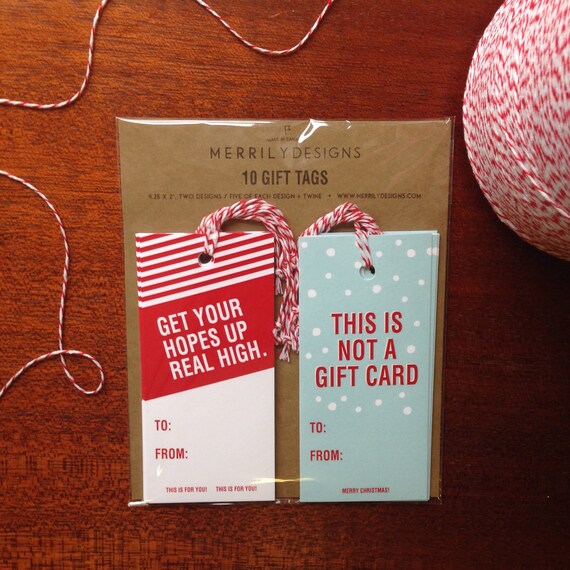 MERRILYDESIGNS
10 GIFT TAGS
4.25 X 2", TWO DESIGNS / FIVE OF EACH DESIGN + TWINE • WWW.MERRILYDESIGNS.COM
GET YOUR
HOPES UP
REAL HIGH.
TO:
FROM:
THIS IS FOR YOU! THIS IS FOR YOU!
THIS IS
NOT A
GIFT CARD
TO:
FROM:
MERRY CHRISTMAS!